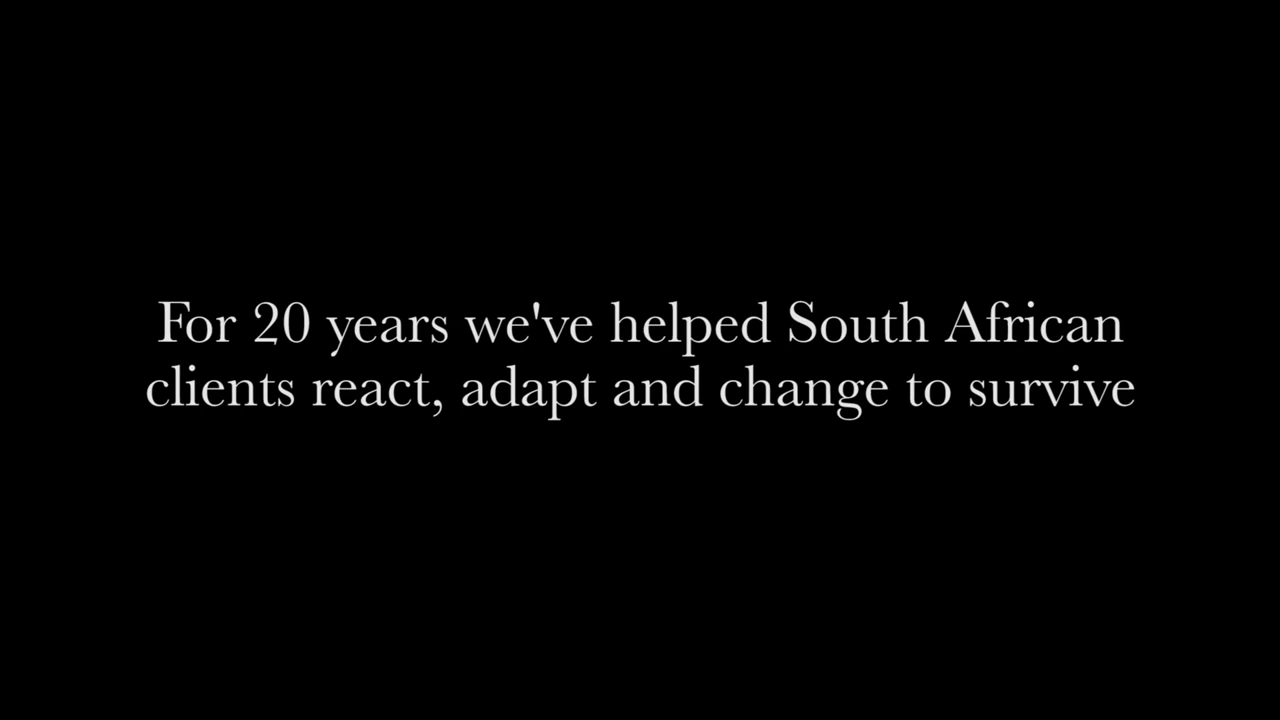 For 20 years we've helped South African
clients react, adapt and change to survive